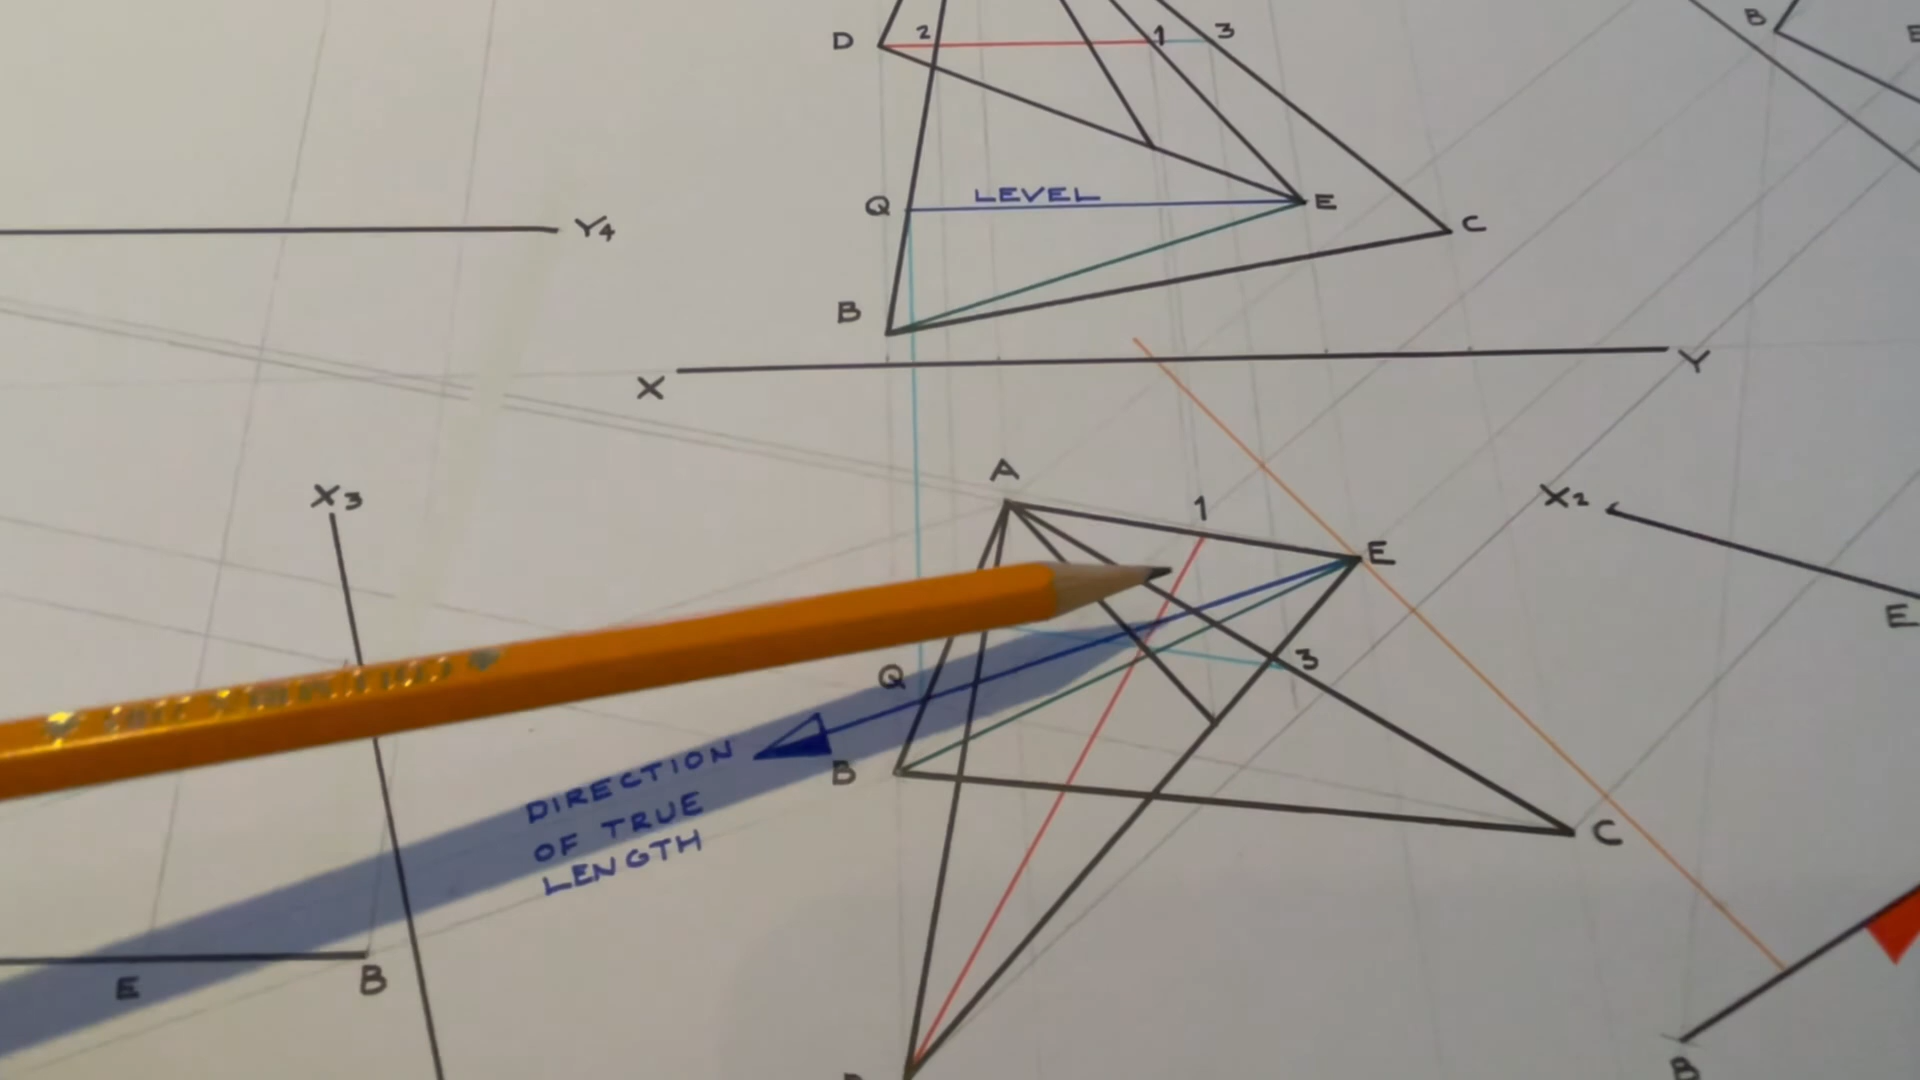 B
E
D 2 1 3
LEVEL
Q E
C
Y4
B
X Y
A
X3
1
X2
E
E
3
Q
B
DIRECTION
OF TRUE
LENGTH
C
E
B
B